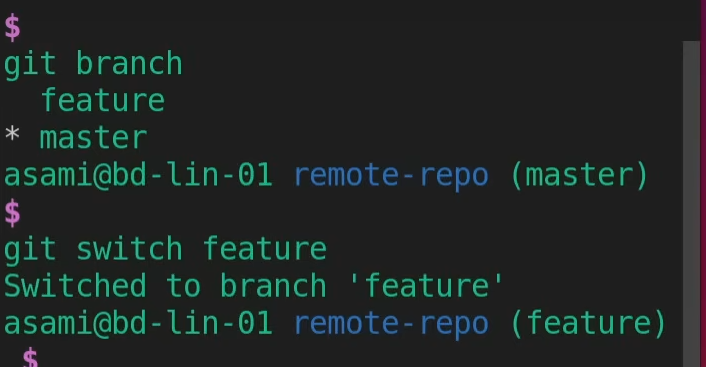 $
git branch
  feature
* master
asami@bd-lin-01 remote-repo (master)
$
git switch feature
Switched to branch 'feature'
asami@bd-lin-01 remote-repo (feature)
 $